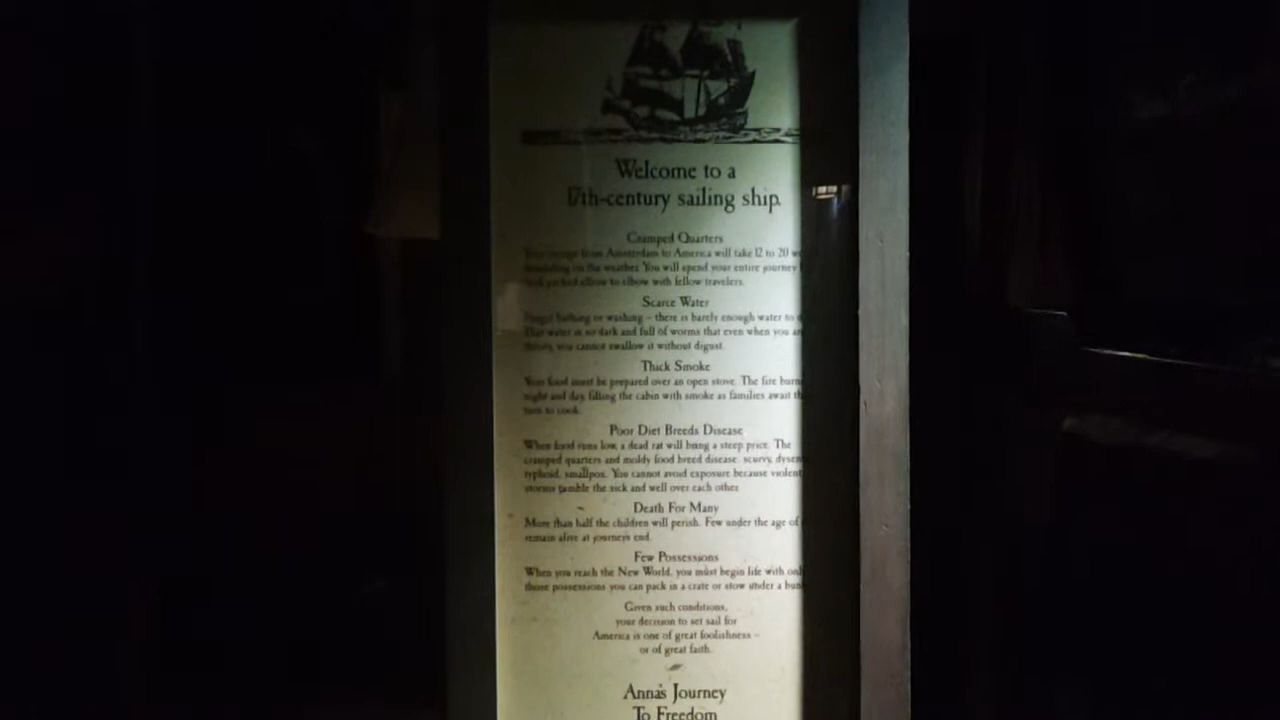 Welcome to a
17th-century sailing ship.
Cramped Quarters
Your voyage from Amsterdam to America will take 12 to 20
depending on the weather. You will spend your entire journey
packed elbow to elbow with fellow travelers.
Scarce Water
Forget bathing or washing – there is barely enough water to
That water is so dark and full of worms that even when you
thirsty, you cannot swallow it without digust.
Thick Smoke
Your food must be prepared over an open stove. The fire burns
night and day, filling the cabin with smoke as families await
turn to cook.
Poor Diet Breeds Disease
When food runs low, a dead rat will bring a steep price. The
cramped quarters and moldy food breed disease: scurvy,
typhoid, smallpox. You cannot avoid exposure because violent
storms tumble the sick and well over each other.
Death For Many
More than half the children will perish. Few under the age of
remain alive at journeys end.
Few Possessions
When you reach the New World, you must begin life with
those possessions you can pack in a crate or stow under a
Given such conditions,
your decision to set sail for
America is one of great foolishness –
or of great faith.
Anna's Journey
To Freedom